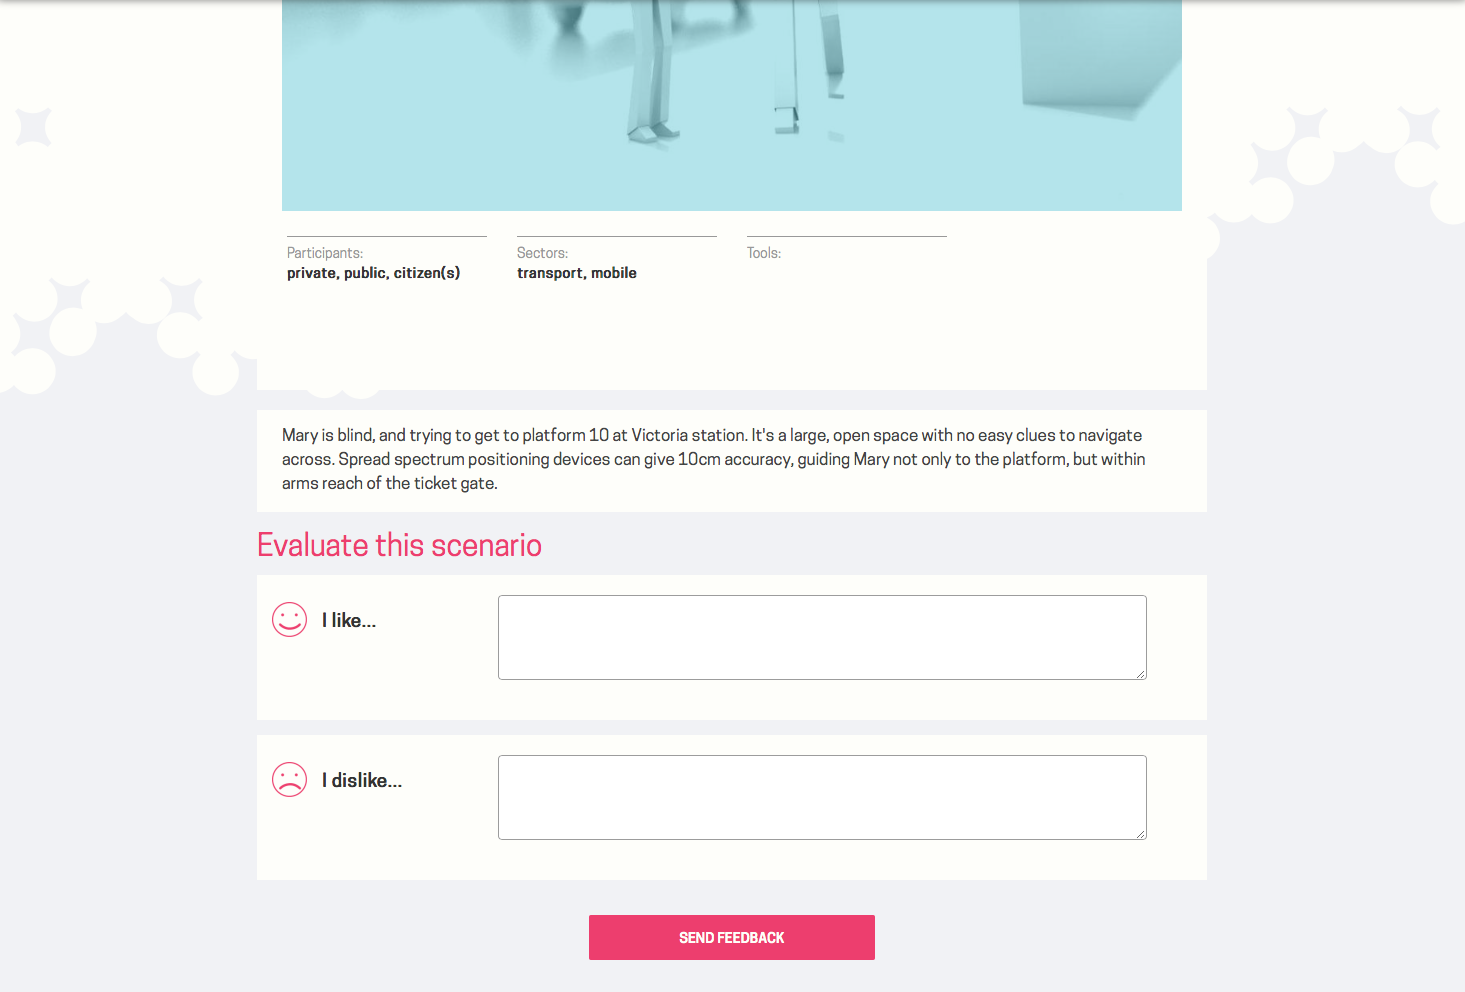 Participants:
private, public, citizen(s)
Sectors:
transport, mobile
Tools:
Mary is blind, and trying to get to platform 10 at Victoria station. It's a large, open space with no easy clues to navigate
across. Spread spectrum positioning devices can give 10cm accuracy, guiding Mary not only to the platform, but within
arms reach of the ticket gate.
Evaluate this scenario
I like...
I dislike...
SEND FEEDBACK